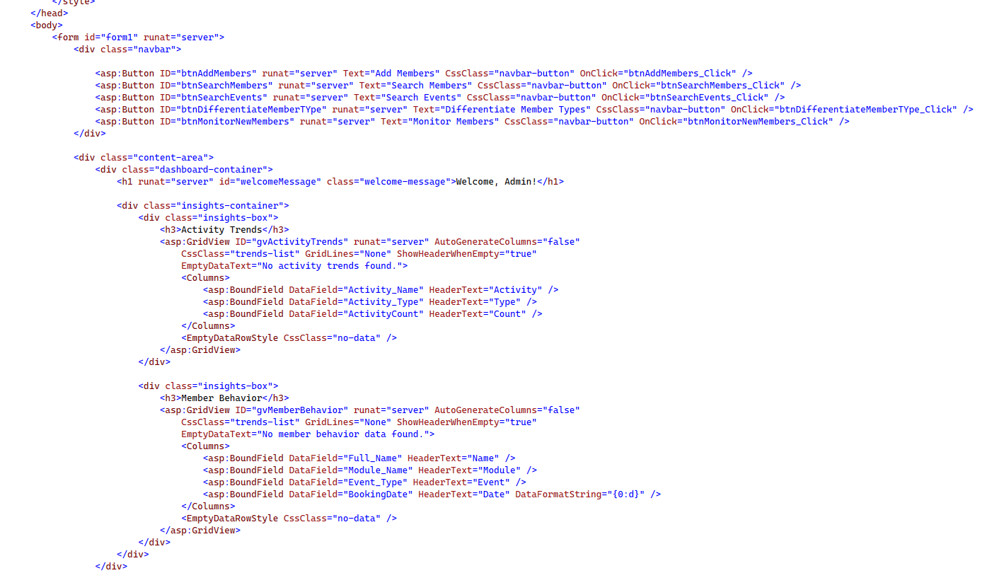 </style>
</head>
<body>
<form id="form1" runat="server">
<div class="navbar">
<asp:Button ID="btnAddMembers" runat="server" Text="Add Members" CssClass="navbar-button" OnClick="btnAddMembers_Click" />
<asp:Button ID="btnSearchMembers" runat="server" Text="Search Members" CssClass="navbar-button" OnClick="btnSearchMembers_Click" />
<asp:Button ID="btnSearchEvents" runat="server" Text="Search Events" CssClass="navbar-button" OnClick="btnSearchEvents_Click" />
<asp:Button ID="btnDifferentiateMemberTYpe" runat="server" Text="Differentiate Member Types" CssClass="navbar-button" OnClick="btnDifferentiateMemberTYpe_Click" />
<asp:Button ID="btnMonitorNewMembers" runat="server" Text="Monitor Members" CssClass="navbar-button" OnClick="btnMonitorNewMembers_Click" />
</div>
<div class="content-area">
<div class="dashboard-container">
<h1 runat="server" id="welcomeMessage" class="welcome-message">Welcome, Admin!</h1>
<div class="insights-container">
<div class="insights-box">
<h3>Activity Trends</h3>
<asp:GridView ID="gvActivityTrends" runat="server" AutoGenerateColumns="false"
CssClass="trends-list" GridLines="None" ShowHeaderWhenEmpty="true"
EmptyDataText="No activity trends found.">
<Columns>
<asp:BoundField DataField="Activity_Name" HeaderText="Activity" />
<asp:BoundField DataField="Activity_Type" HeaderText="Type" />
<asp:BoundField DataField="ActivityCount" HeaderText="Count" />
</Columns>
<EmptyDataRowStyle CssClass="no-data" />
</asp:GridView>
</div>
<div class="insights-box">
<h3>Member Behavior</h3>
<asp:GridView ID="gvMemberBehavior" runat="server" AutoGenerateColumns="false"
CssClass="trends-list" GridLines="None" ShowHeaderWhenEmpty="true"
EmptyDataText="No member behavior data found.">
<Columns>
<asp:BoundField DataField="Full_Name" HeaderText="Name" />
<asp:BoundField DataField="Module_Name" HeaderText="Module" />
<asp:BoundField DataField="Event_Type" HeaderText="Event" />
<asp:BoundField DataField="BookingDate" HeaderText="Date" DataFormatString="{0:d}" />
</Columns>
<EmptyDataRowStyle CssClass="no-data" />
</asp:GridView>
</div>
</div>
</div>